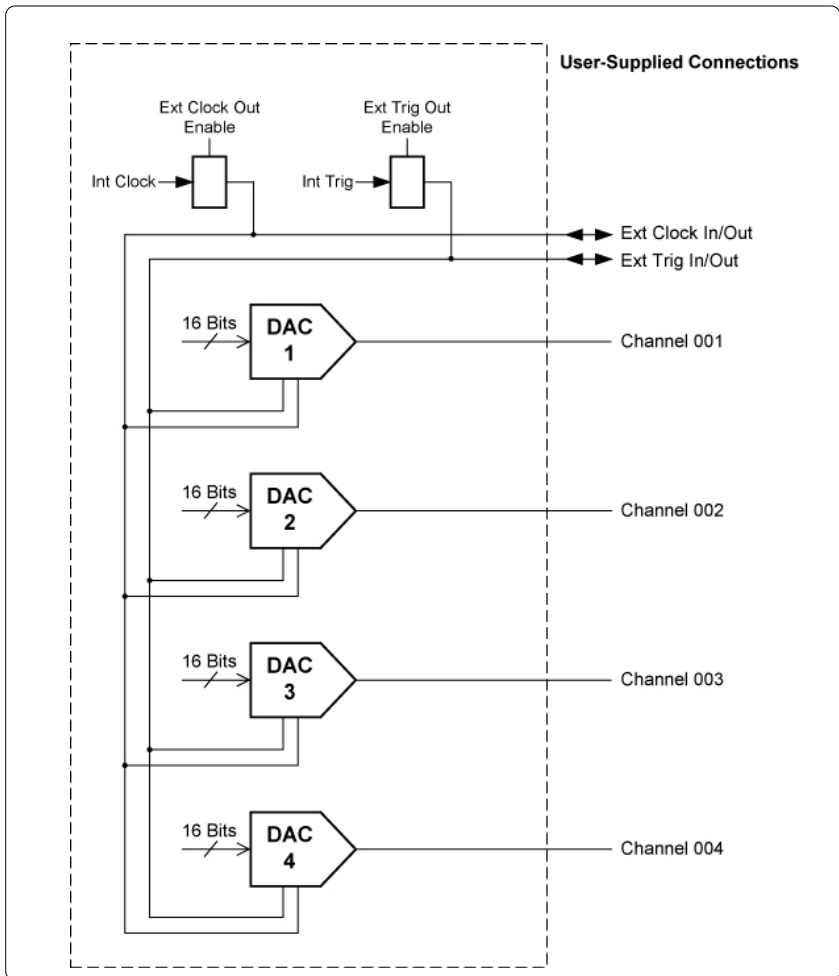 User-Supplied Connections
Ext Clock Out
Enable
Ext Trig Out
Enable
Int Clock
Int Trig
Ext Clock In/Out
Ext Trig In/Out
16 Bits
DAC
1
Channel 001
16 Bits
DAC
2
Channel 002
16 Bits
DAC
3
Channel 003
16 Bits
DAC
4
Channel 004